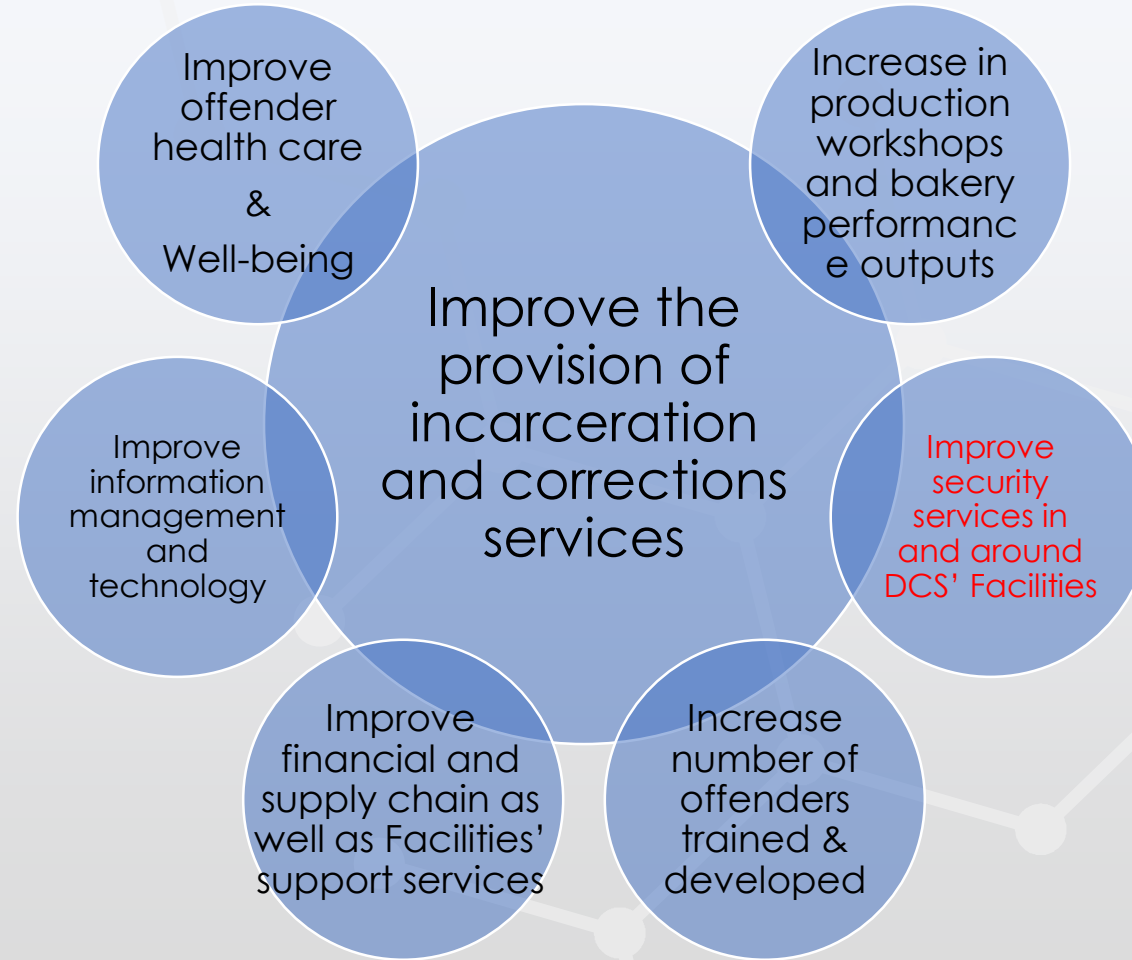 Improve
offender
health care
&
Well-being
Increase in
production
workshops
and bakery
performanc
e outputs
Improve the
provision of
incarceration
and corrections
services
Improve
information
management
and
technology
Improve
security
services in
and around
DCS’ Facilities
Improve
financial and
supply chain as
well as Facilities’
support services
Increase
number of
offenders
trained &
developed